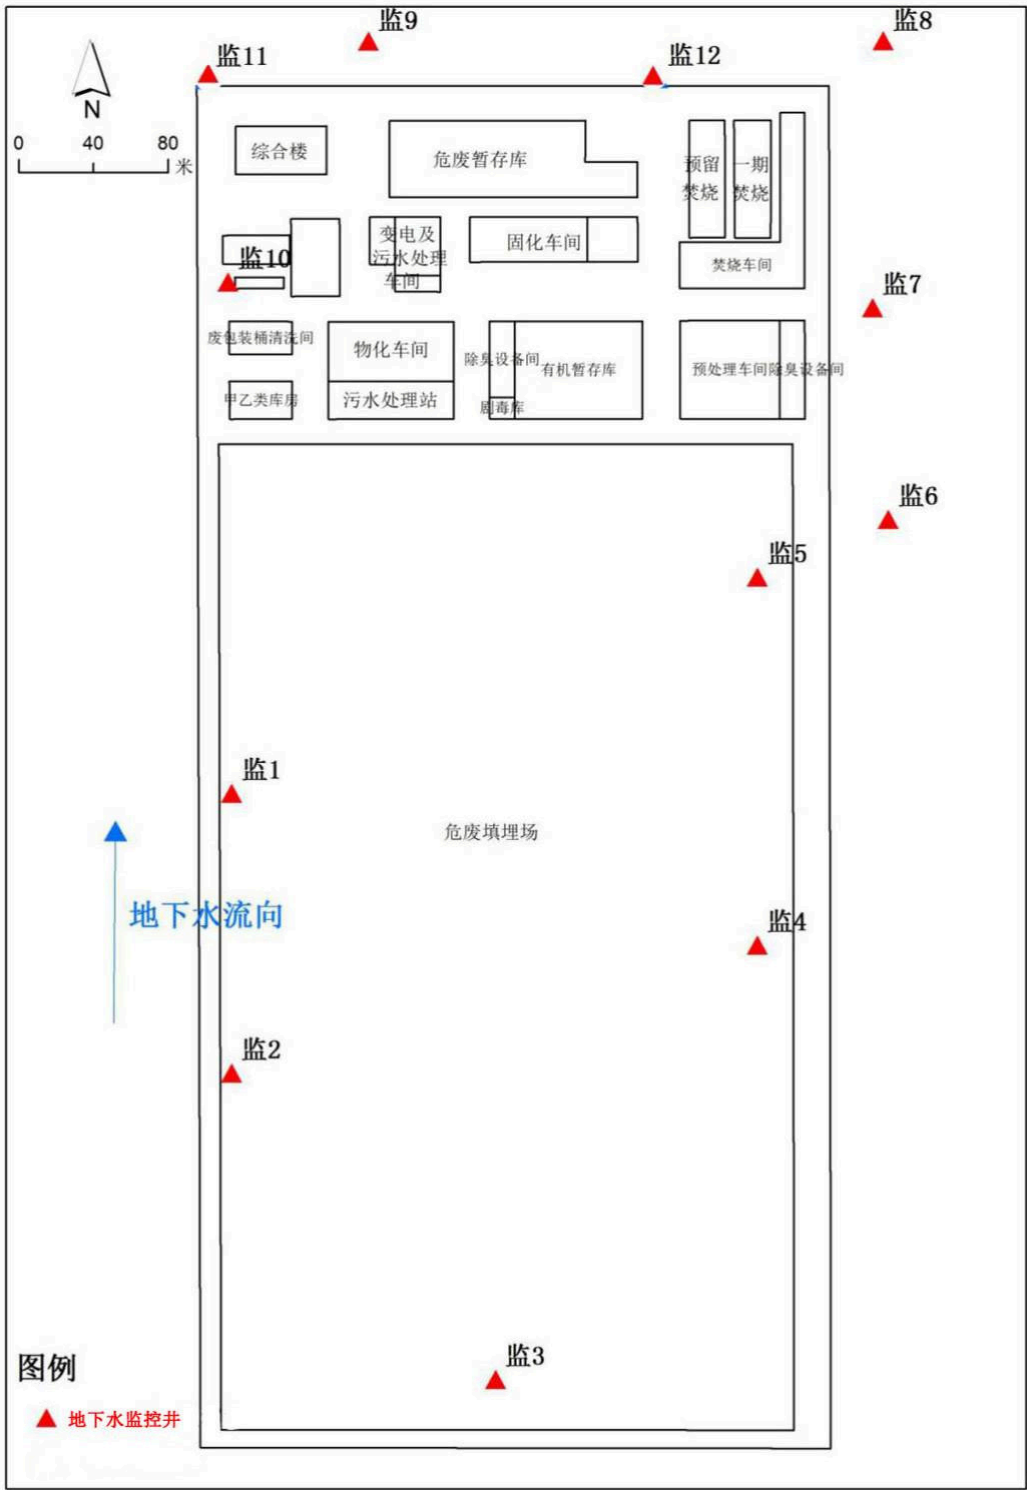 监9
监8
监11
监12
N
0 40 80
米
综合楼
危废暂存库
预留
焚烧
一期
焚烧
变电及
污水处理
车间
固化车间
焚烧车间
监10
监7
废包装桶清洗间
物化车间
除臭设备间
有机暂存库
预处理车间
除臭设备间
甲乙类库房
污水处理站
剧毒库
监6
监5
监1
危废填埋场
地下水流向
监4
监2
监3
图例
地下水监控井